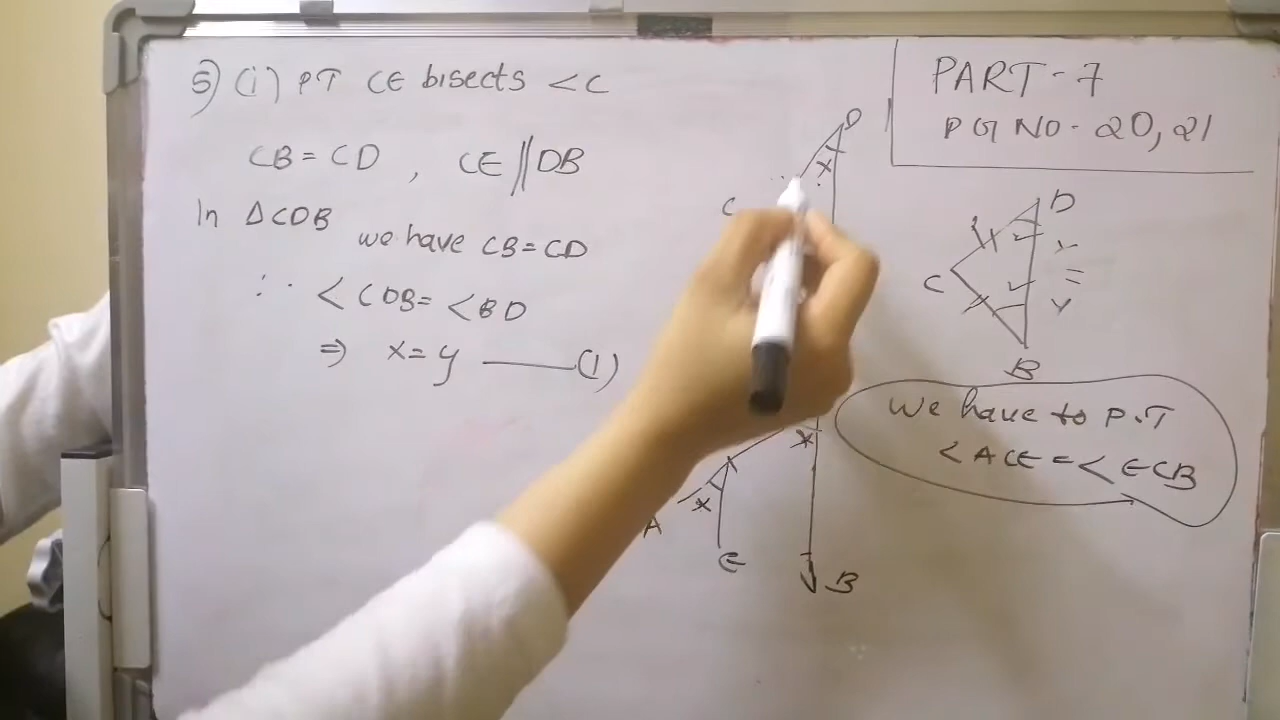 5) (i) PT CE bisects <C
CB = CD , CE // DB
In ΔCDB we have CB = CD
∴ <CDB = <BD
⇒ x = y ——— (1)
PART - 7
PG NO - 20, 21
D
x
C
x
A
x
E
B
D
y
=
y
C
B
We have to P.T
<ACE = <ECB